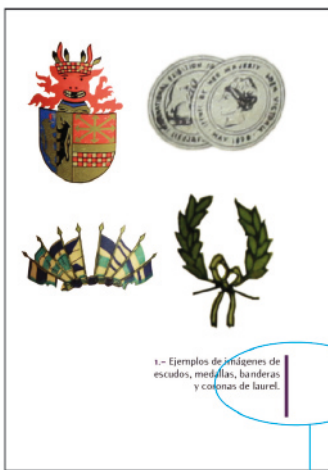 1.- Ejemplos de imágenes de
escudos, medallas, banderas
y coronas de laurel.